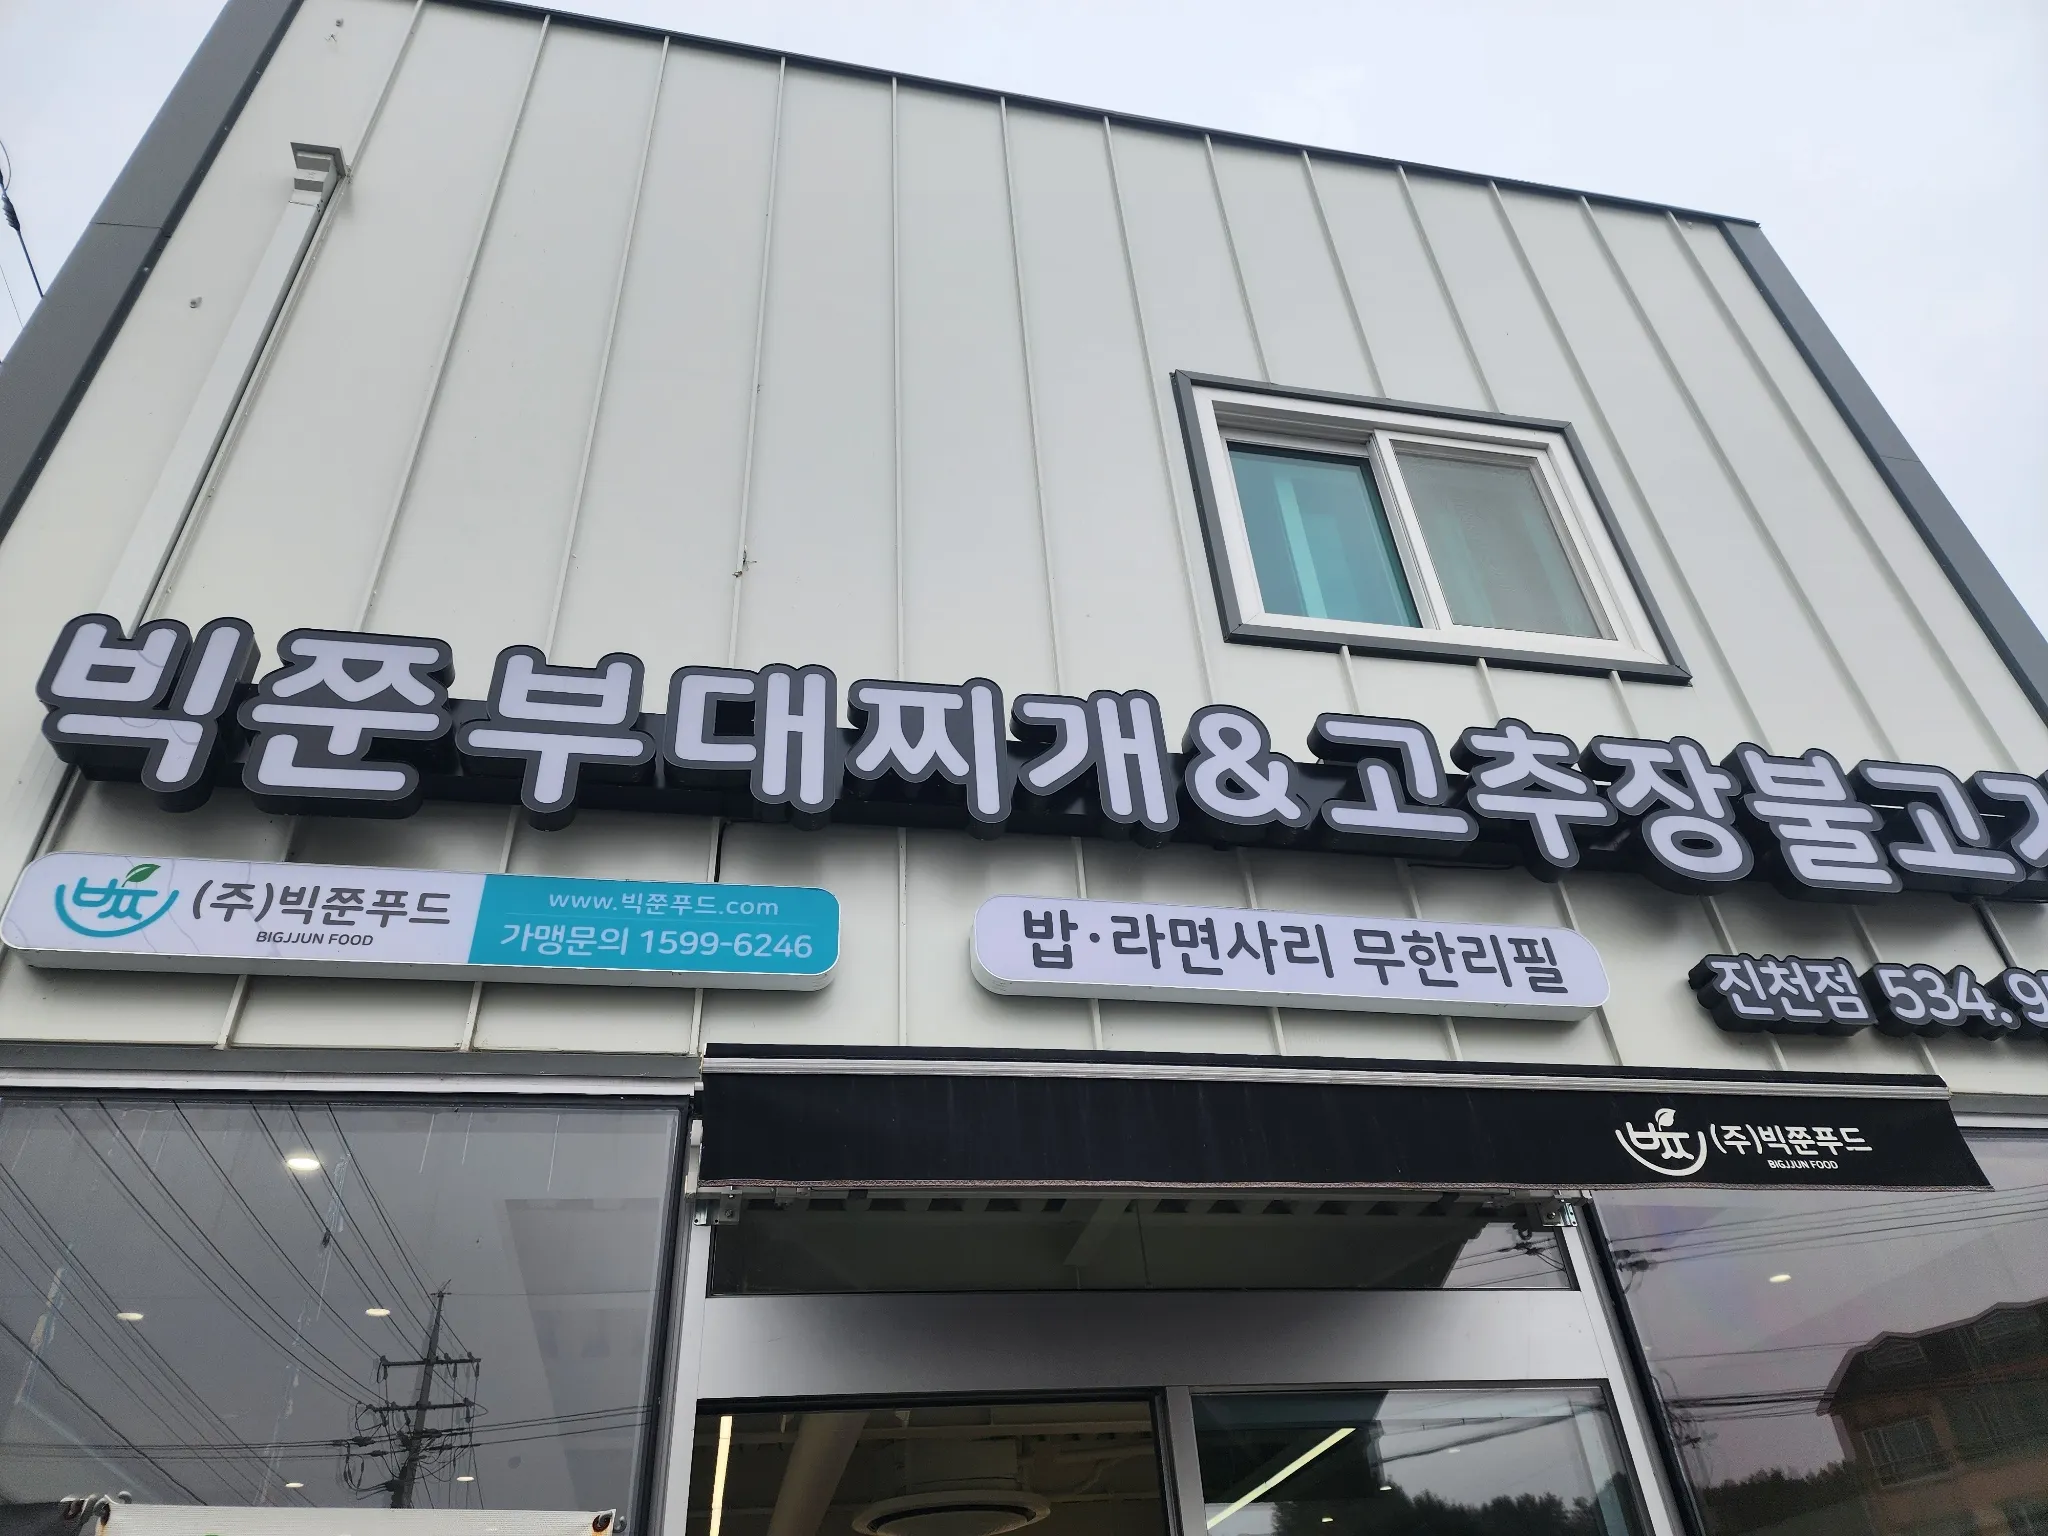 빅쭌부대찌개&고추장불고
(주)빅쭌푸드
BIGJJUN FOOD
www.빅쭌푸드.com
가맹문의 1599-6246
밥·라면사리 무한리필
진천점 534.9
(주)빅쭌푸드
BIGJJUN FOOD